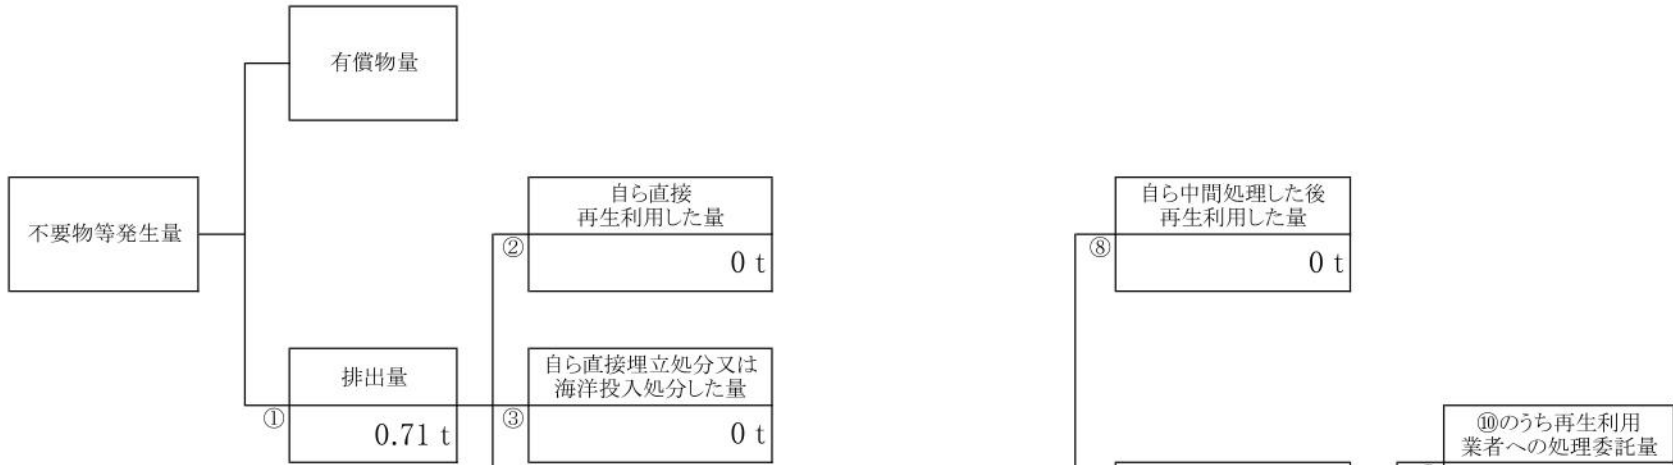 有償物量
不要物等発生量
自ら直接
再生利用した量
②
0 t
自ら中間処理した後
再生利用した量
⑧
0 t
排出量
①
0.71 t
自ら直接埋立処分又は
海洋投入処分した量
③
0 t
⑩のうち再生利用
業者への処理委託量